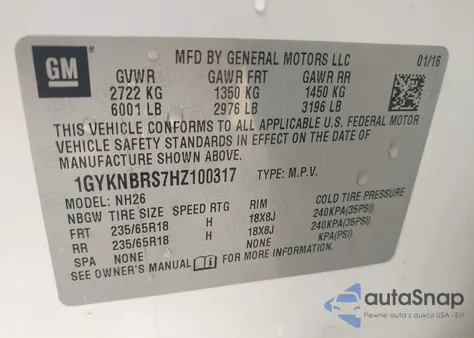 GM
MFD BY GENERAL MOTORS LLC 01/16
GVWR GAWR FRT GAWR RR
2722 KG 1350 KG 1450 KG
6001 LB 2976 LB 3196 LB
THIS VEHICLE CONFORMS TO ALL APPLICABLE U.S. FEDERAL MOTOR
VEHICLE SAFETY STANDARDS IN EFFECT ON THE DATE OF
MANUFACTURE SHOWN ABOVE.
1GYKNBRS7HZ100317 TYPE: M.P.V.
MODEL: NH26
NBGW TIRE SIZE SPEED RTG RIM COLD TIRE PRESSURE
FRT 235/65R18 H 18X8J 240KPA(35PSI)
RR 235/65R18 H 18X8J 240KPA(35PSI)
SPA NONE NONE KPA(PSI)
SEE OWNER'S MANUAL FOR MORE INFORMATION.
autoSnap
Pewne auto z aukcji USA i EU